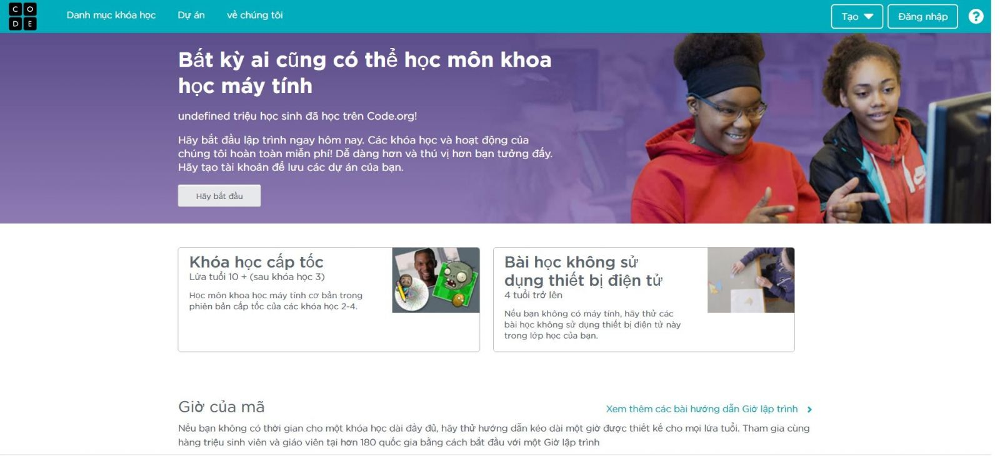 CO
DE
Danh mục khóa học
Dự án
về chúng tôi
Tạo
Đăng nhập
?
Bất kỳ ai cũng có thể học môn khoa
học máy tính
undefined triệu học sinh đã học trên Code.org!
Hãy bắt đầu lập trình ngay hôm nay. Các khóa học và hoạt động của
chúng tôi hoàn toàn miễn phí! Dễ dàng hơn và thú vị hơn bạn tưởng đấy.
Hãy tạo tài khoản để lưu các dự án của bạn.
Hãy bắt đầu
Khóa học cấp tốc
Lứa tuổi 10 + (sau khóa học 3)
Học môn khoa học máy tính cơ bản trong
phiên bản cấp tốc của các khóa học 2-4.
Bài học không sử
dụng thiết bị điện tử
4 tuổi trở lên
Nếu bạn không có máy tính, hãy thử các
bài học không sử dụng thiết bị điện tử này
trong lớp học của bạn.
Giờ của mã
Xem thêm các bài hướng dẫn Giờ lập trình
Nếu bạn không có thời gian cho một khóa học dài đầy đủ, hãy thử hướng dẫn kéo dài một giờ được thiết kế cho mọi lứa tuổi. Tham gia cùng
hàng triệu sinh viên và giáo viên tại hơn 180 quốc gia bằng cách bắt đầu với một Giờ lập trình